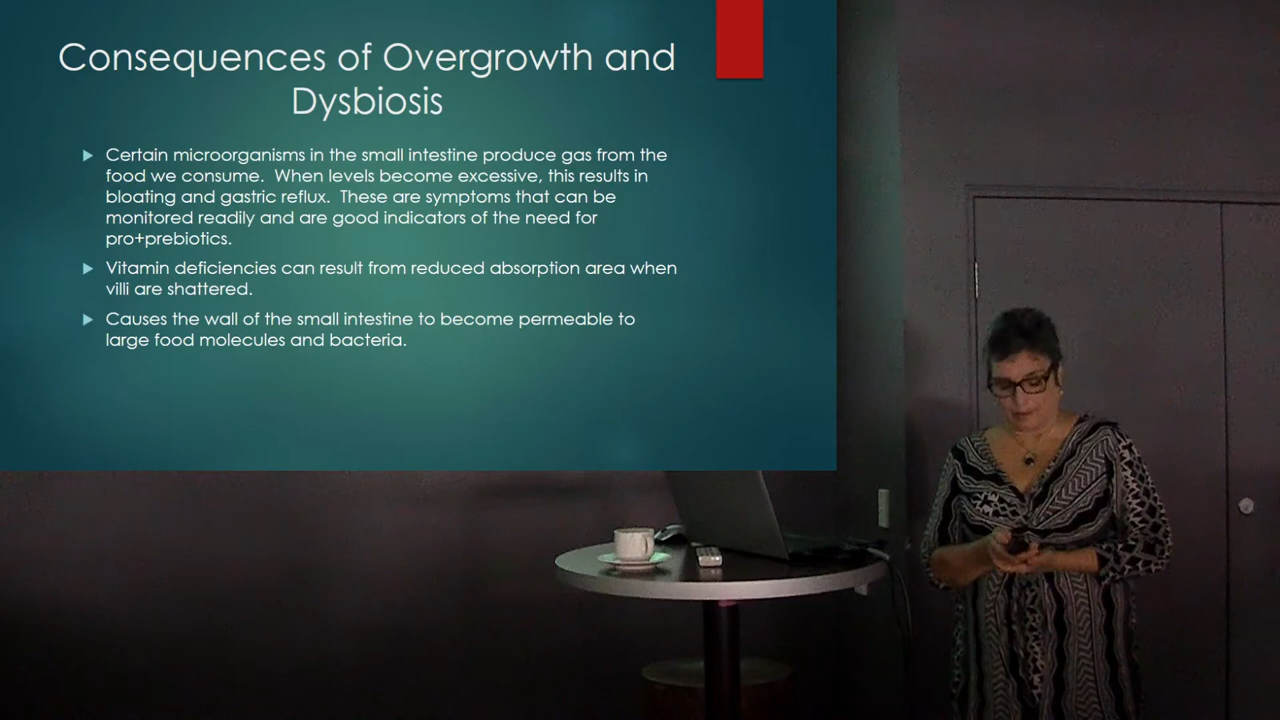 Consequences of Overgrowth and
Dysbiosis
Certain microorganisms in the small intestine produce gas from the
food we consume.  When levels become excessive, this results in
bloating and gastric reflux.  These are symptoms that can be
monitored readily and are good indicators of the need for
pro+prebiotics.
Vitamin deficiencies can result from reduced absorption area when
villi are shattered.
Causes the wall of the small intestine to become permeable to
large food molecules and bacteria.